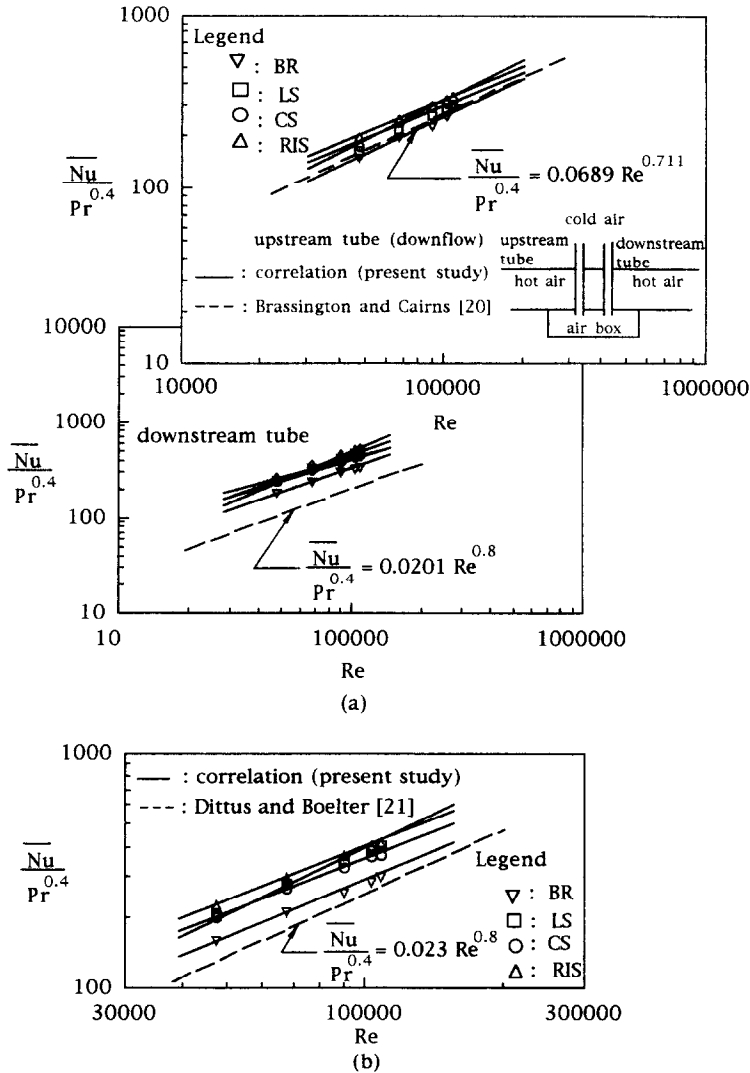 1000
Legend
▽ : BR
□ : LS
○ : CS
△ : RIS
Nu
Pr^0.4
100
Nu/Pr^0.4 = 0.0689 Re^0.711
cold air
upstream tube (downflow)
upstream tube
downstream tube
— : correlation (present study)
hot air
hot air
--- : Brassington and Cairns [20]
air box
10
10000
100000
1000000
Re
10000
1000
downstream tube
Nu
Pr^0.4
100
Nu/Pr^0.4 = 0.0201 Re^0.8
10
10
100000
1000000
Re
(a)
1000
— : correlation (present study)
--- : Dittus and Boelter [21]
Nu
Pr^0.4
Legend
▽ : BR
□ : LS
○ : CS
△ : RIS
Nu/Pr^0.4 = 0.023 Re^0.8
100
30000
100000
300000
Re
(b)